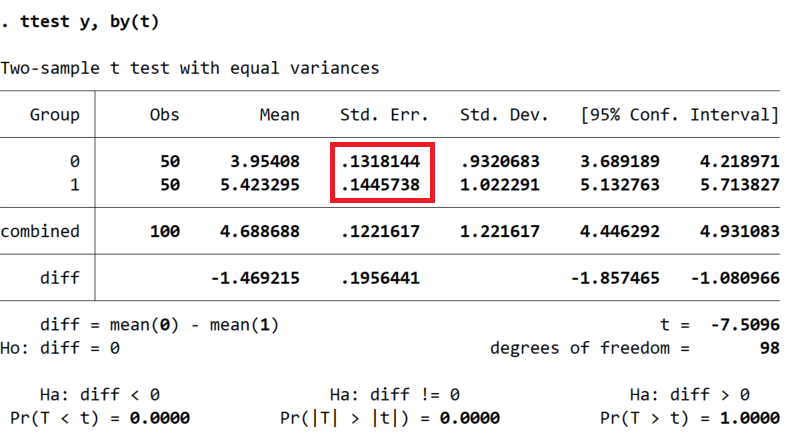 . ttest y, by(t)
Two-sample t test with equal variances
Group Obs Mean Std. Err. Std. Dev. [95% Conf. Interval]
0 50 3.95408 .1318144 .9320683 3.689189 4.218971
1 50 5.423295 .1445738 1.022291 5.132763 5.713827
combined 100 4.688688 .1221617 1.221617 4.446292 4.931083
diff -1.469215 .1956441 -1.857465 -1.080966
diff = mean(0) - mean(1) t = -7.5096
Ho: diff = 0 degrees of freedom = 98
Ha: diff < 0 Ha: diff != 0 Ha: diff > 0
Pr(T < t) = 0.0000 Pr(|T| > |t|) = 0.0000 Pr(T > t) = 1.0000